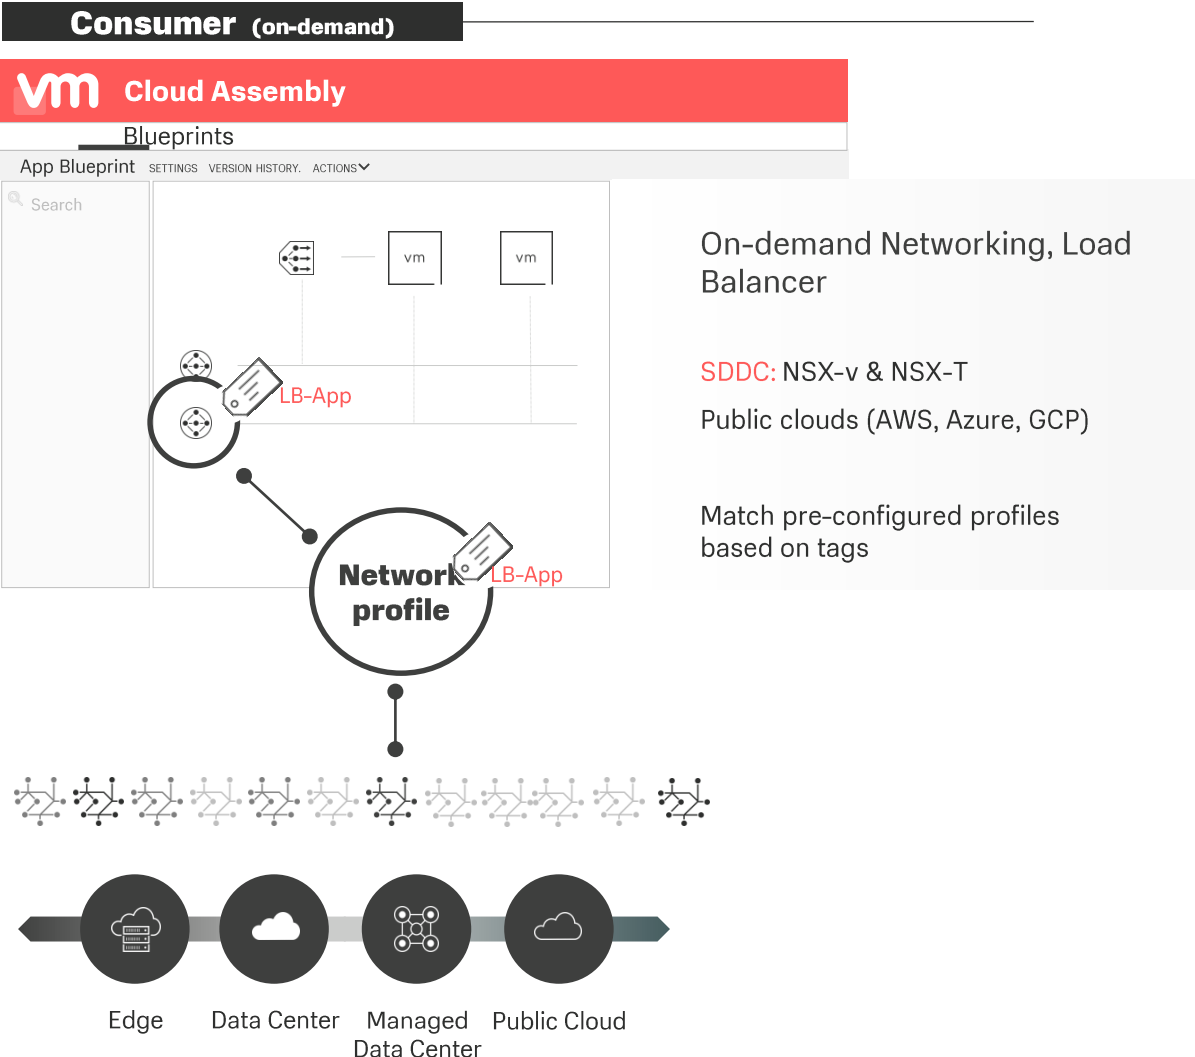 Consumer (on-demand)
vm Cloud Assembly
Blueprints
App Blueprint SETTINGS VERSION HISTORY. ACTIONS
Search
vm
vm
LB-App
On-demand Networking, Load
Balancer
SDDC: NSX-v & NSX-T
Public clouds (AWS, Azure, GCP)
Match pre-configured profiles
based on tags
Network
profile
LB-App
Edge
Data Center
Managed
Data Center
Public Cloud